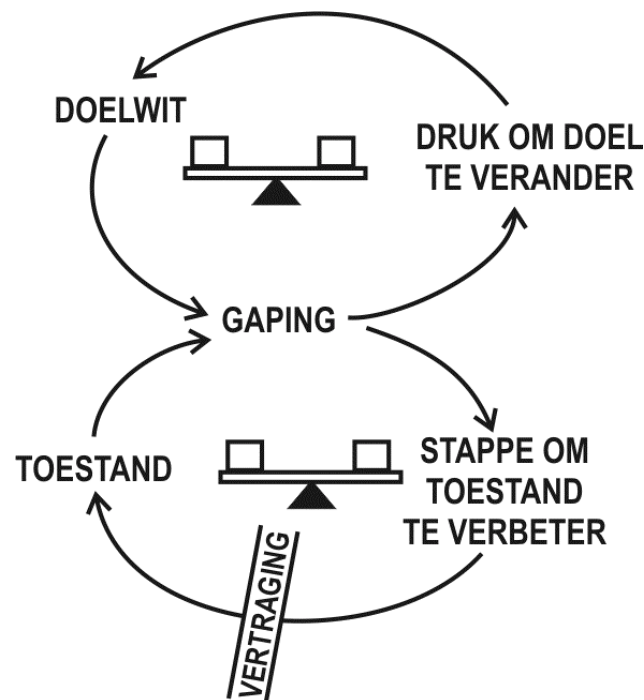 DOELWIT
DRUK OM DOEL
TE VERANDER
GAPING
TOESTAND
STAPPE OM
TOESTAND
TE VERBETER
VERTRAGING